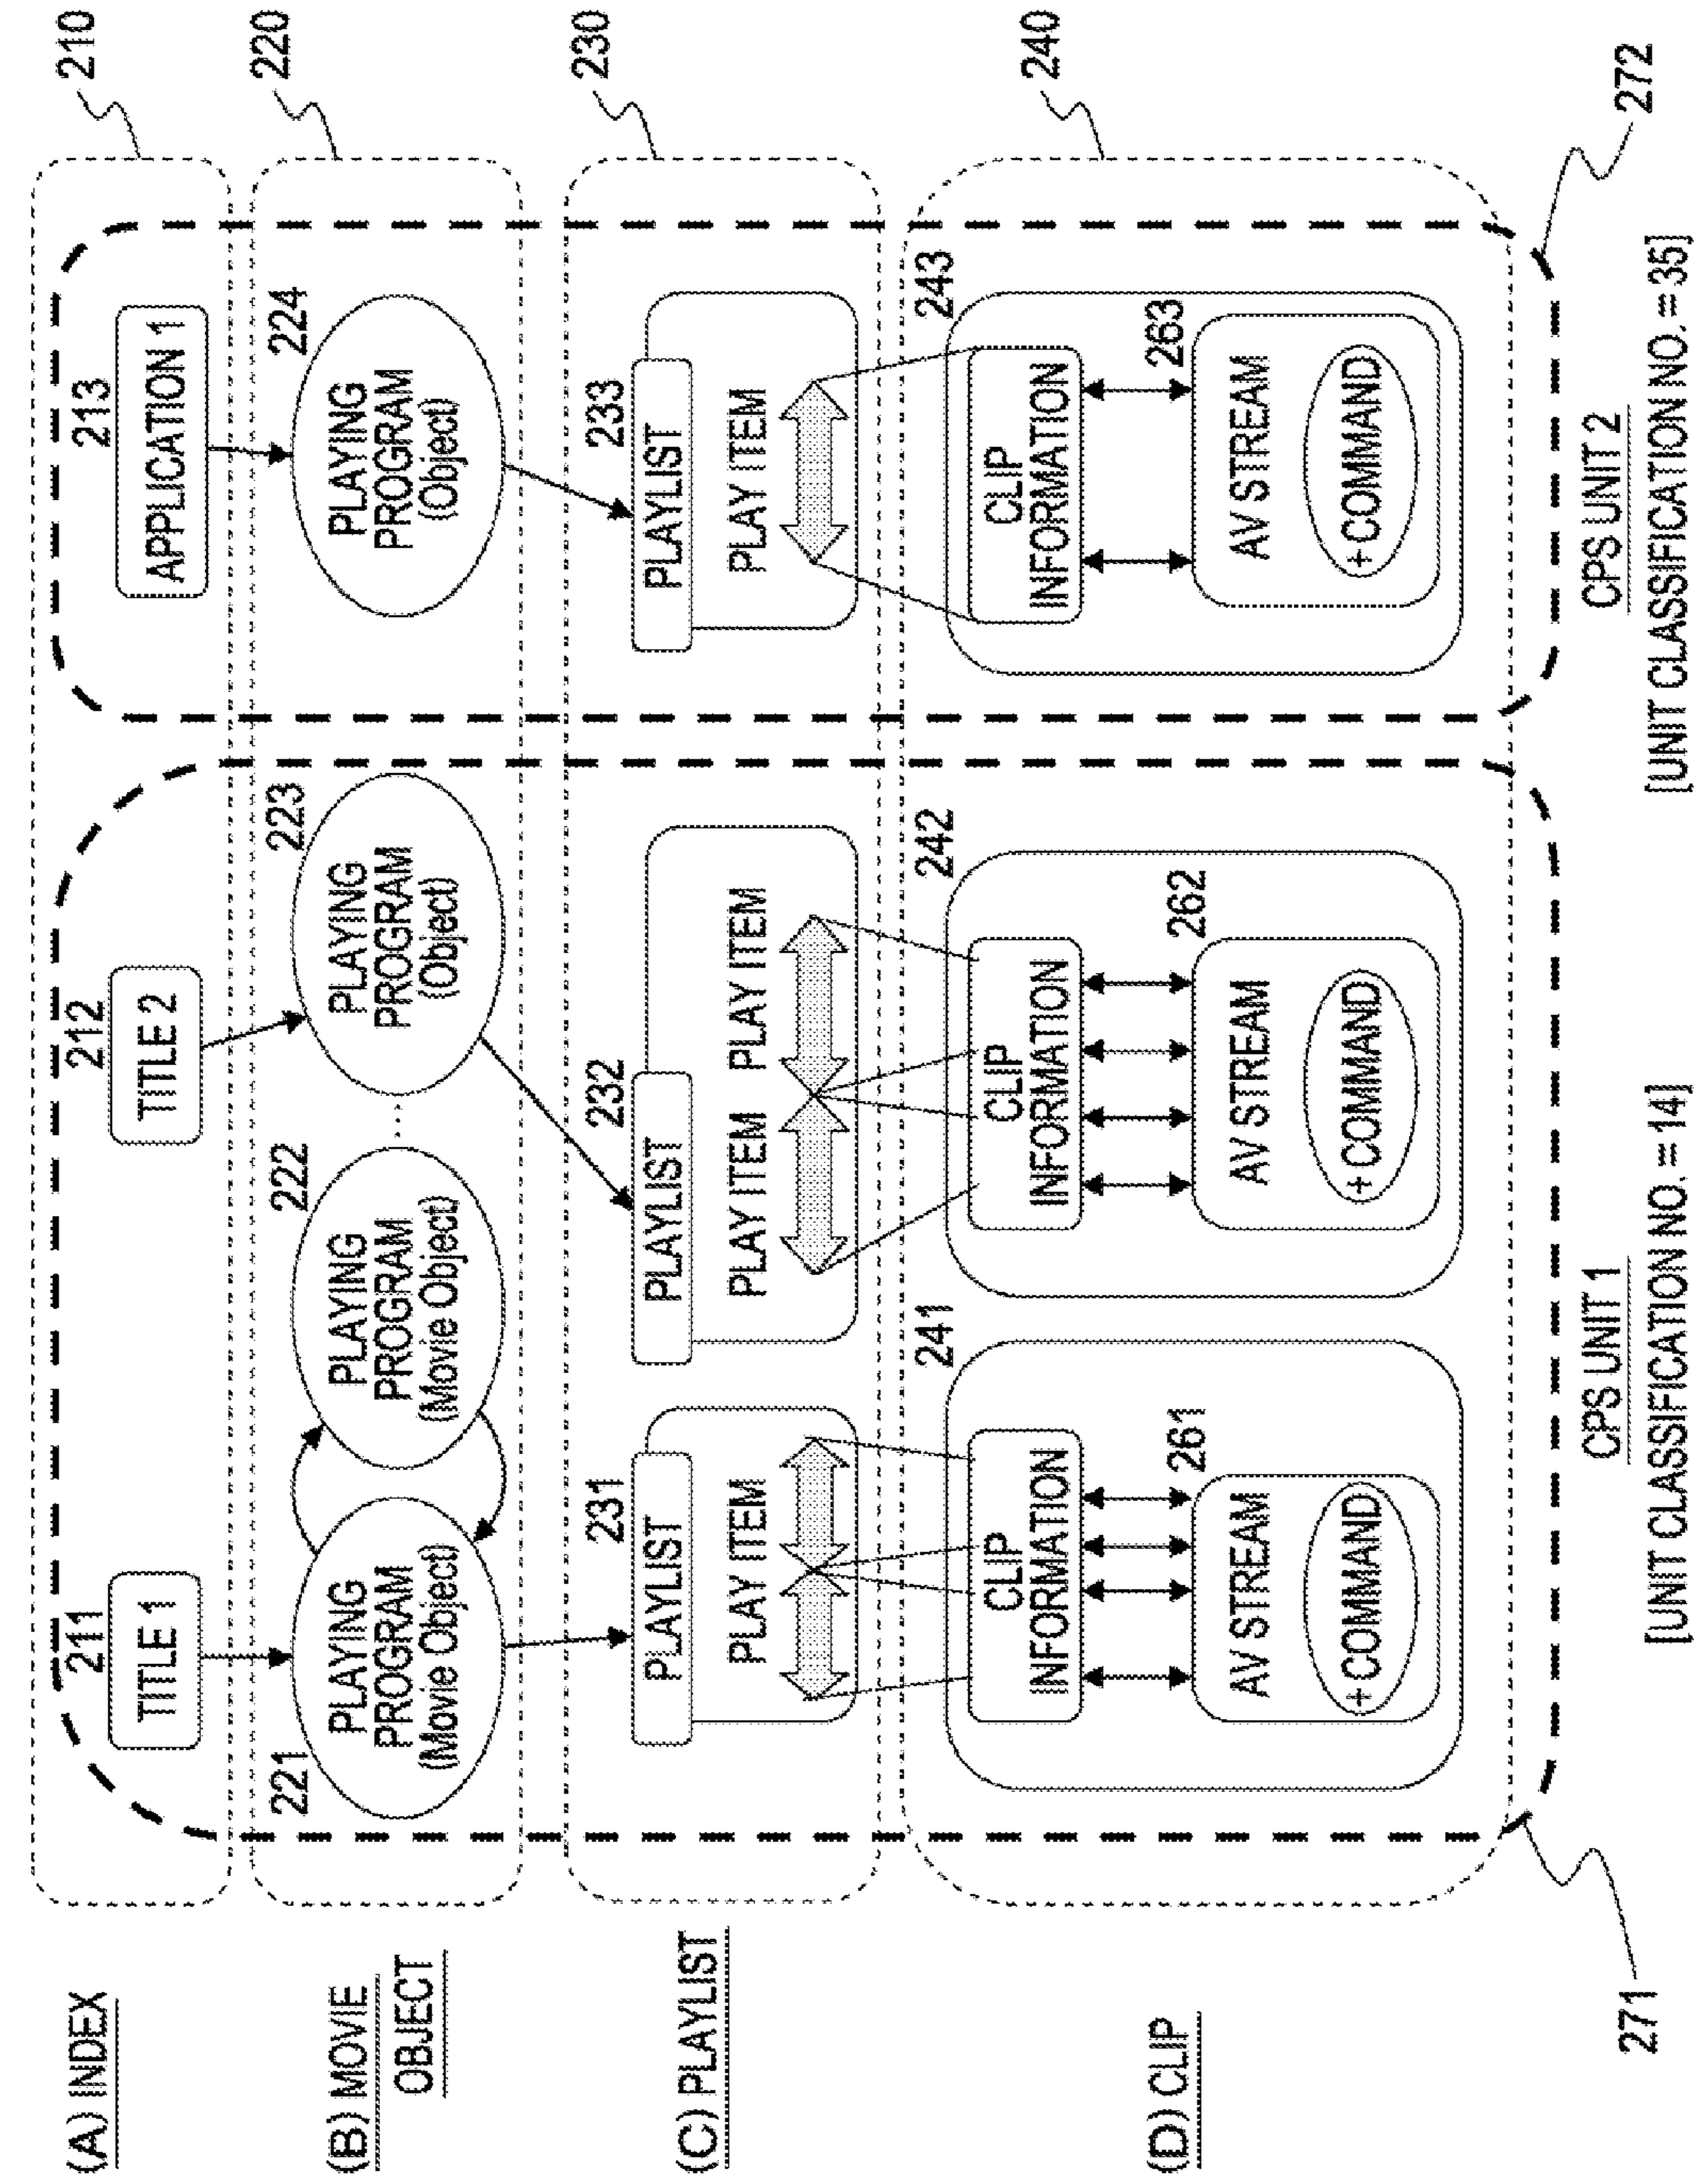 (A) INDEX
211
TITLE 1
212
TITLE 2
213
APPLICATION 1
210
(B) MOVIE
OBJECT
221
PLAYING
PROGRAM
(Movie Object)
222
PLAYING
PROGRAM
(Movie Object)
223
PLAYING
PROGRAM
(Object)
224
PLAYING
PROGRAM
(Object)
220
(C) PLAYLIST
231
PLAYLIST
PLAY ITEM
232
PLAYLIST
PLAY ITEM PLAY ITEM
233
PLAYLIST
PLAY ITEM
230
(D) CLIP
241
CLIP
INFORMATION
261
AV STREAM
+COMMAND
242
CLIP
INFORMATION
262
AV STREAM
+COMMAND
243
CLIP
INFORMATION
263
AV STREAM
+COMMAND
240
271
CPS UNIT 1
[UNIT CLASSIFICATION NO. = 14]
272
CPS UNIT 2
[UNIT CLASSIFICATION NO. = 35]